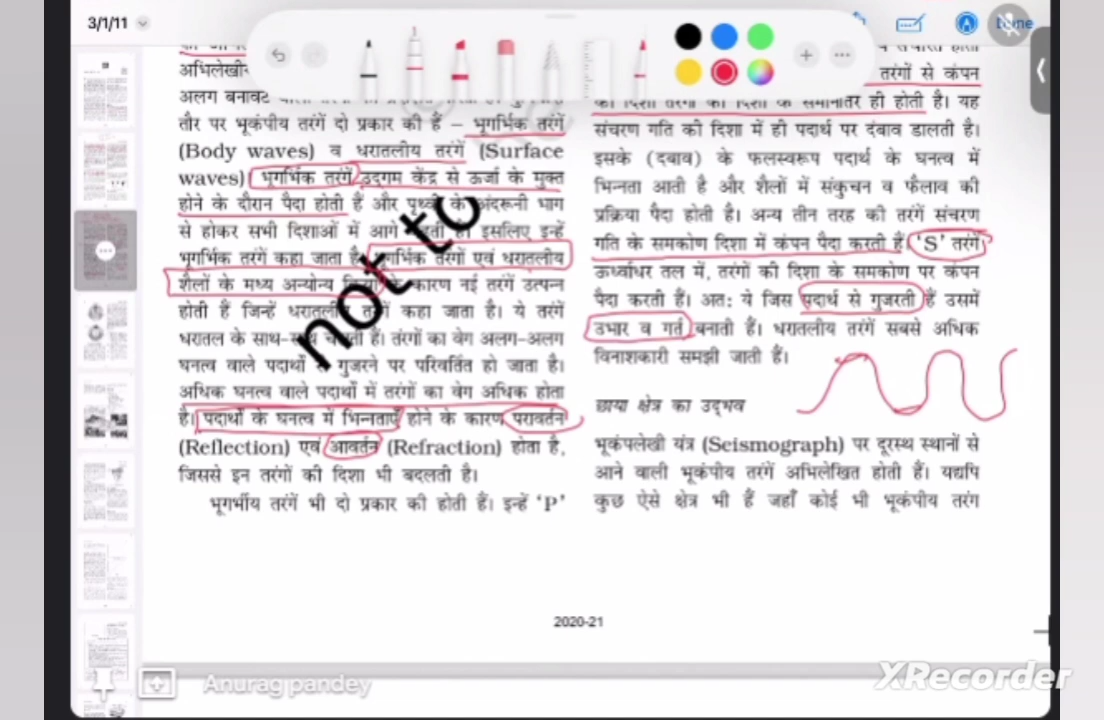 3/1/11
Done
अभिलेखीय
अलग बनावट
तौर पर भूकंपीय तरंगें दो प्रकार की हैं – भूगर्भिक तरंगें
(Body waves) व धरातलीय तरंगें (Surface
waves) भूगर्भिक तरंगें उद्गम केंद्र से ऊर्जा के मुक्त
होने के दौरान पैदा होती हैं और पृथ्वी के अंदरूनी भाग
से होकर सभी दिशाओं में आगे बढ़ती हैं। इसलिए इन्हें
भूगर्भिक तरंगें कहा जाता है। भूगर्भिक तरंगों एवं धरातलीय
शैलों के मध्य अन्योन्य क्रिया के कारण नई तरंगें उत्पन्न
होती हैं जिन्हें धरातलीय तरंगें कहा जाता है। ये तरंगें
धरातल के साथ-साथ चलती हैं। तरंगों का वेग अलग-अलग
घनत्व वाले पदार्थों से गुजरने पर परिवर्तित हो जाता है।
अधिक घनत्व वाले पदार्थों में तरंगों का वेग अधिक होता
है। पदार्थों के घनत्व में भिन्नताएँ होने के कारण परावर्तन
(Reflection) एवं आवर्तन (Refraction) होता है,
जिससे इन तरंगों की दिशा भी बदलती है।
भूगर्भीय तरंगें भी दो प्रकार की होती हैं। इन्हें ‘P’
not to
तरंगों से कंपन
की दिशा तरंगों की दिशा के समानांतर ही होती है। यह
संचरण गति की दिशा में ही पदार्थ पर दबाव डालती है।
इसके (दबाव) के फलस्वरूप पदार्थ के घनत्व में
भिन्नता आती है और शैलों में संकुचन व फैलाव की
प्रक्रिया पैदा होती है। अन्य तीन तरह की तरंगें संचरण
गति के समकोण दिशा में कंपन पैदा करती हैं। ‘S’ तरंगें
ऊर्ध्वाधर तल में, तरंगों की दिशा के समकोण पर कंपन
पैदा करती हैं। अतः ये जिस पदार्थ से गुजरती हैं उसमें
उभार व गर्त बनाती हैं। धरातलीय तरंगें सबसे अधिक
विनाशकारी समझी जाती हैं।
छाया क्षेत्र का उद्भव
भूकंपलेखी यंत्र (Seismograph) पर दूरस्थ स्थानों से
आने वाली भूकंपीय तरंगें अभिलेखित होती हैं। यद्यपि
कुछ ऐसे क्षेत्र भी हैं जहाँ कोई भी भूकंपीय तरंग
2020-21
Anurag pandey
XRecorder